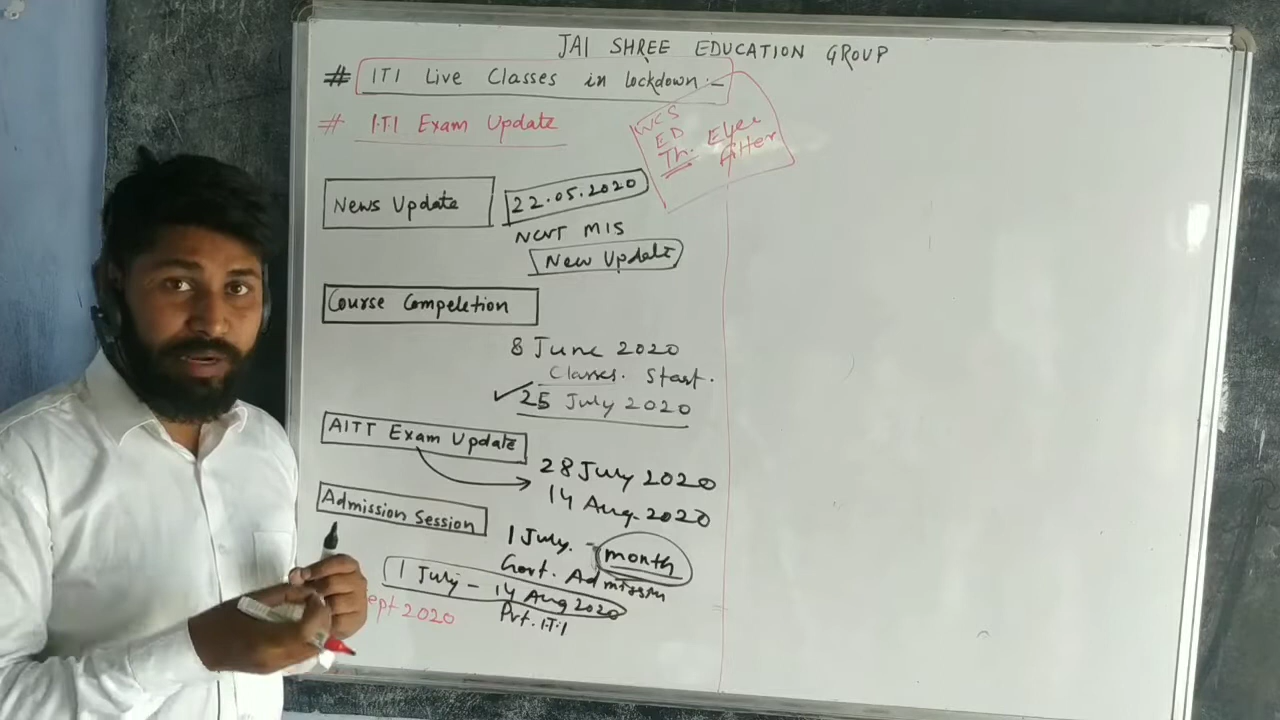 JAI SHREE EDUCATION GROUP
# ITI Live Classes in lockdown :-
# I.T.I Exam Update
WCS
ED
Th. Elec
fitter
News Update
22.05.2020
NCVT MIS
New Update
Course Compeletion
8 June 2020
Classes. Start.
✓25 July 2020
AITT Exam Update
28 July 2020
14 Aug. 2020
Admission Session
1 July. - month
Govt. Admission
1 July - 14 Aug 2020
ept 2020
Pvt. I.T.I